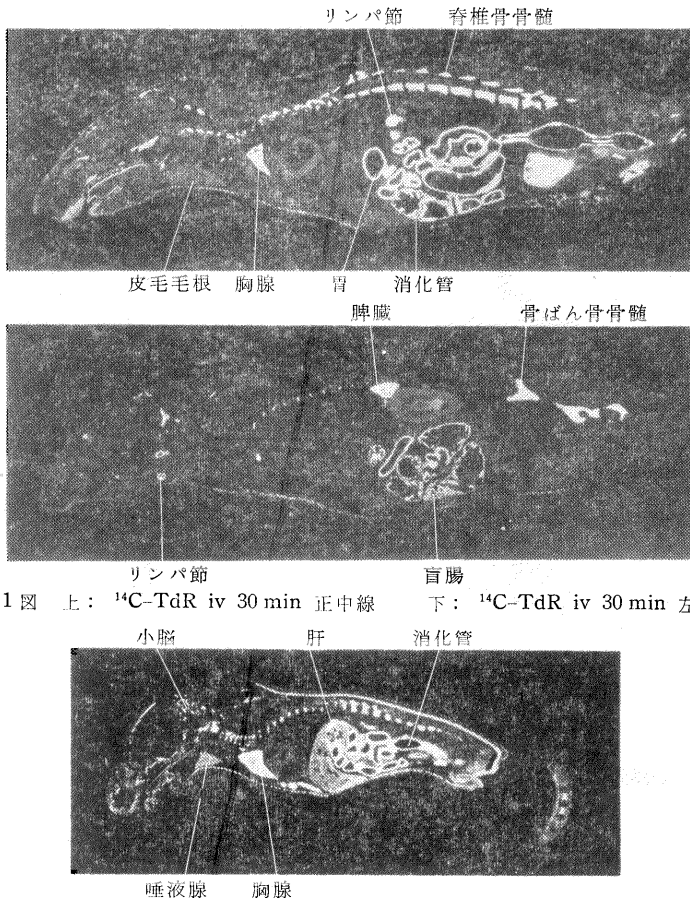 リンパ節 脊椎骨骨髄
皮毛毛根 胸腺 胃 消化管
脾臓 骨ばん骨骨髄
リンパ節 盲腸
1図 上: ¹⁴C-TdR iv 30 min 正中線 下: ¹⁴C-TdR iv 30 min 左
小脳 肝 消化管
唾液腺 胸腺